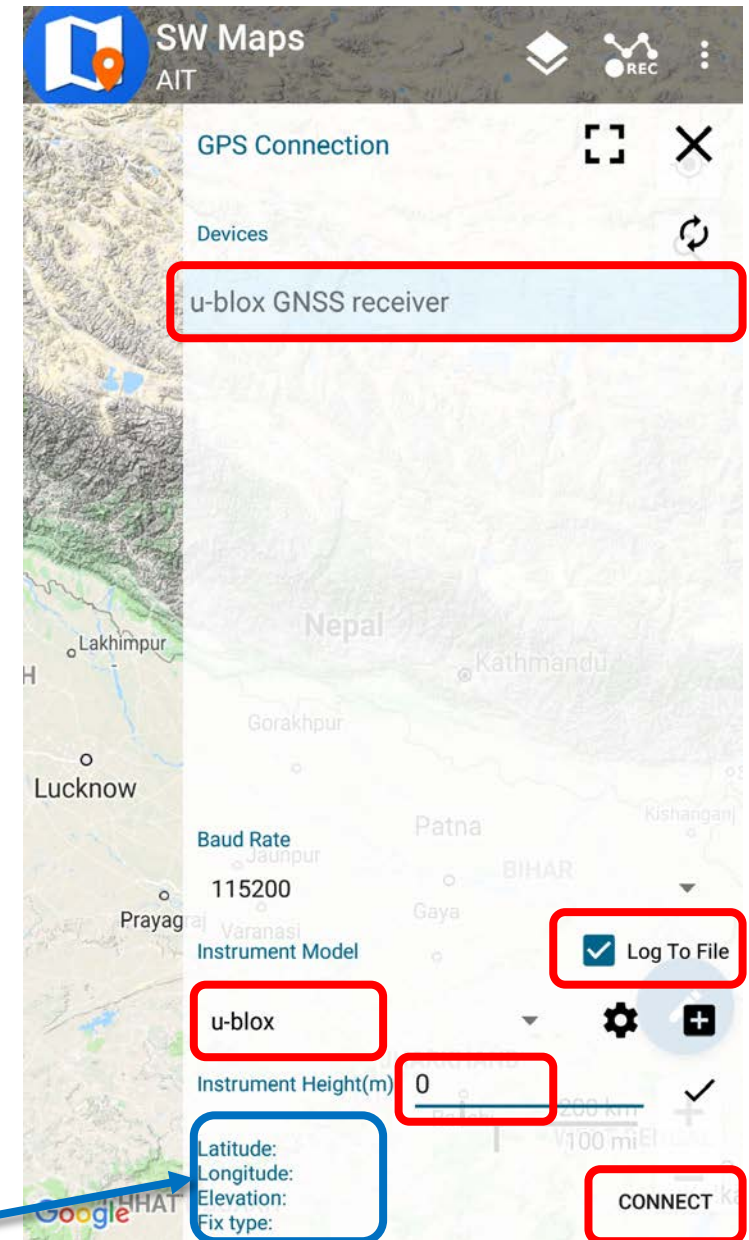 SW Maps
AIT
GPS Connection
Devices
u-blox GNSS receiver
Lakhimpur
Nepal
Kathmandu
H
Gorakhpur
Lucknow
Patna
Kishanganj
Baud Rate
Jaunpur
BIHAR
115200
Gaya
Prayagraj
Varanasi
Instrument Model
Log To File
u-blox
Instrument Height(m)
0
200 km
100 mi
Latitude:
Longitude:
Elevation:
Fix type:
Google
HHAT
CONNECT